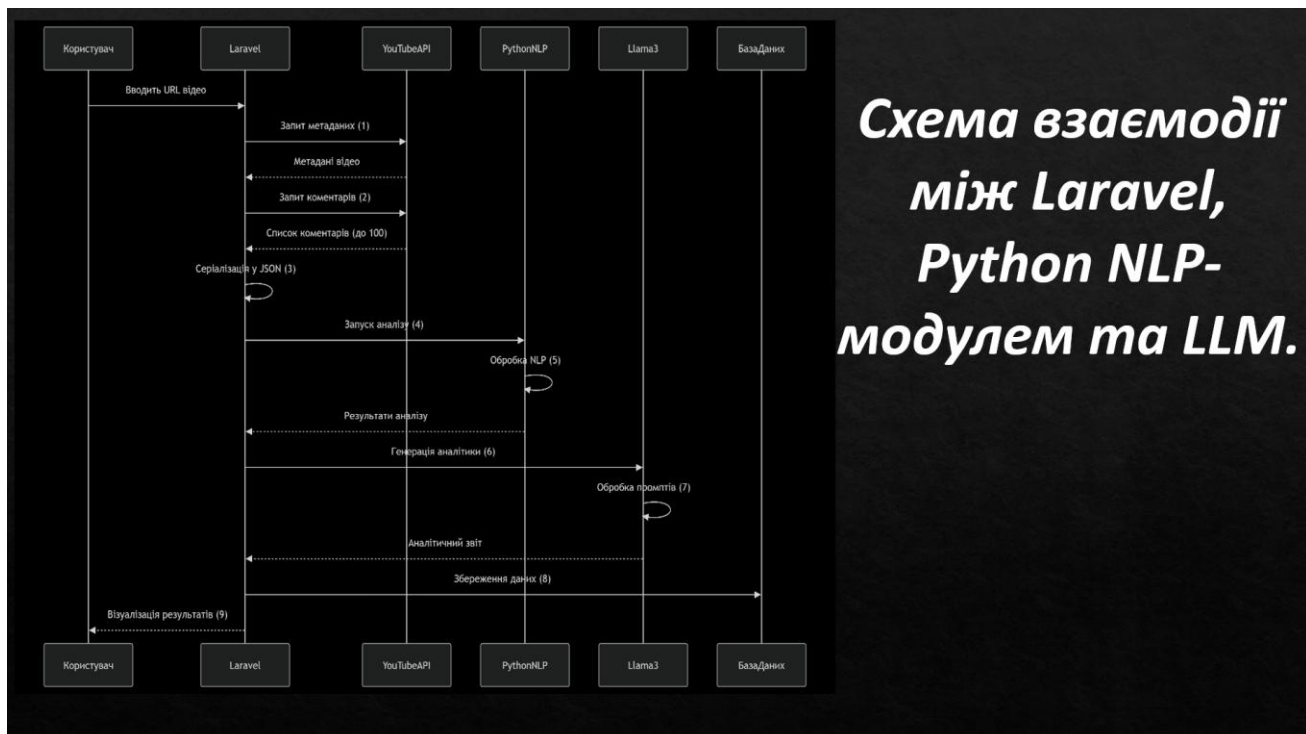 Користувач
Laravel
YouTubeAPI
PythonNLP
Llama3
БазаДаних
Вводить URL відео
Запит метаданих (1)
Метадані відео
Запит коментарів (2)
Список коментарів (до 100)
Серіалізація у JSON (3)
Запуск аналізу (4)
Обробка NLP (5)
Результати аналізу
Генерація аналітики (6)
Обробка промптів (7)
Аналітичний звіт
Збереження даних (8)
Візуалізація результатів (9)
Користувач
Laravel
YouTubeAPI
PythonNLP
Llama3
БазаДаних
Схема взаємодії
між Laravel,
Python NLP-
модулем та LLM.